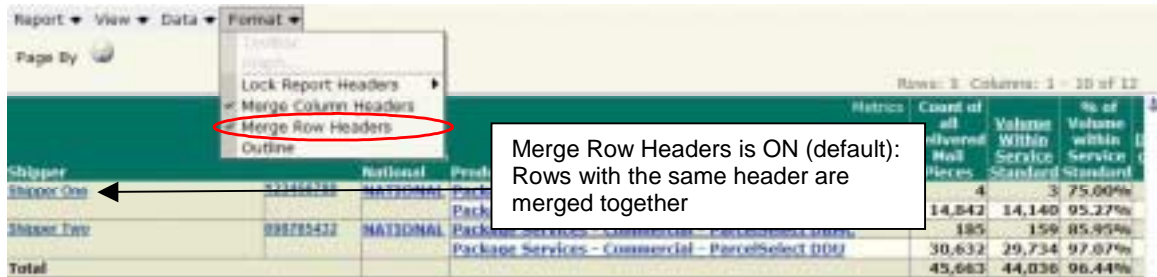 Report View Data Format
Page By
Lock Report Headers
Rows: 3 Columns: 1 - 10 of 12
Merge Column Headers
Merge Row Headers
Outline
Metrics
Count of all Delivered Mail Pieces
Volume Within Service Standard
% of Volume within Service Standard
Merge Row Headers is ON (default):
Rows with the same header are
merged together
Shipper National
Shipper One NATIONAL 4 3 75.00%
14,842 14,140 95.27%
Shipper Two 098765432 NATIONAL Package Services - Commercial - ParcelSelect 185 159 85.95%
Package Services - Commercial - ParcelSelect DDU 30,632 29,734 97.07%
Total 45,663 44,036 96.44%